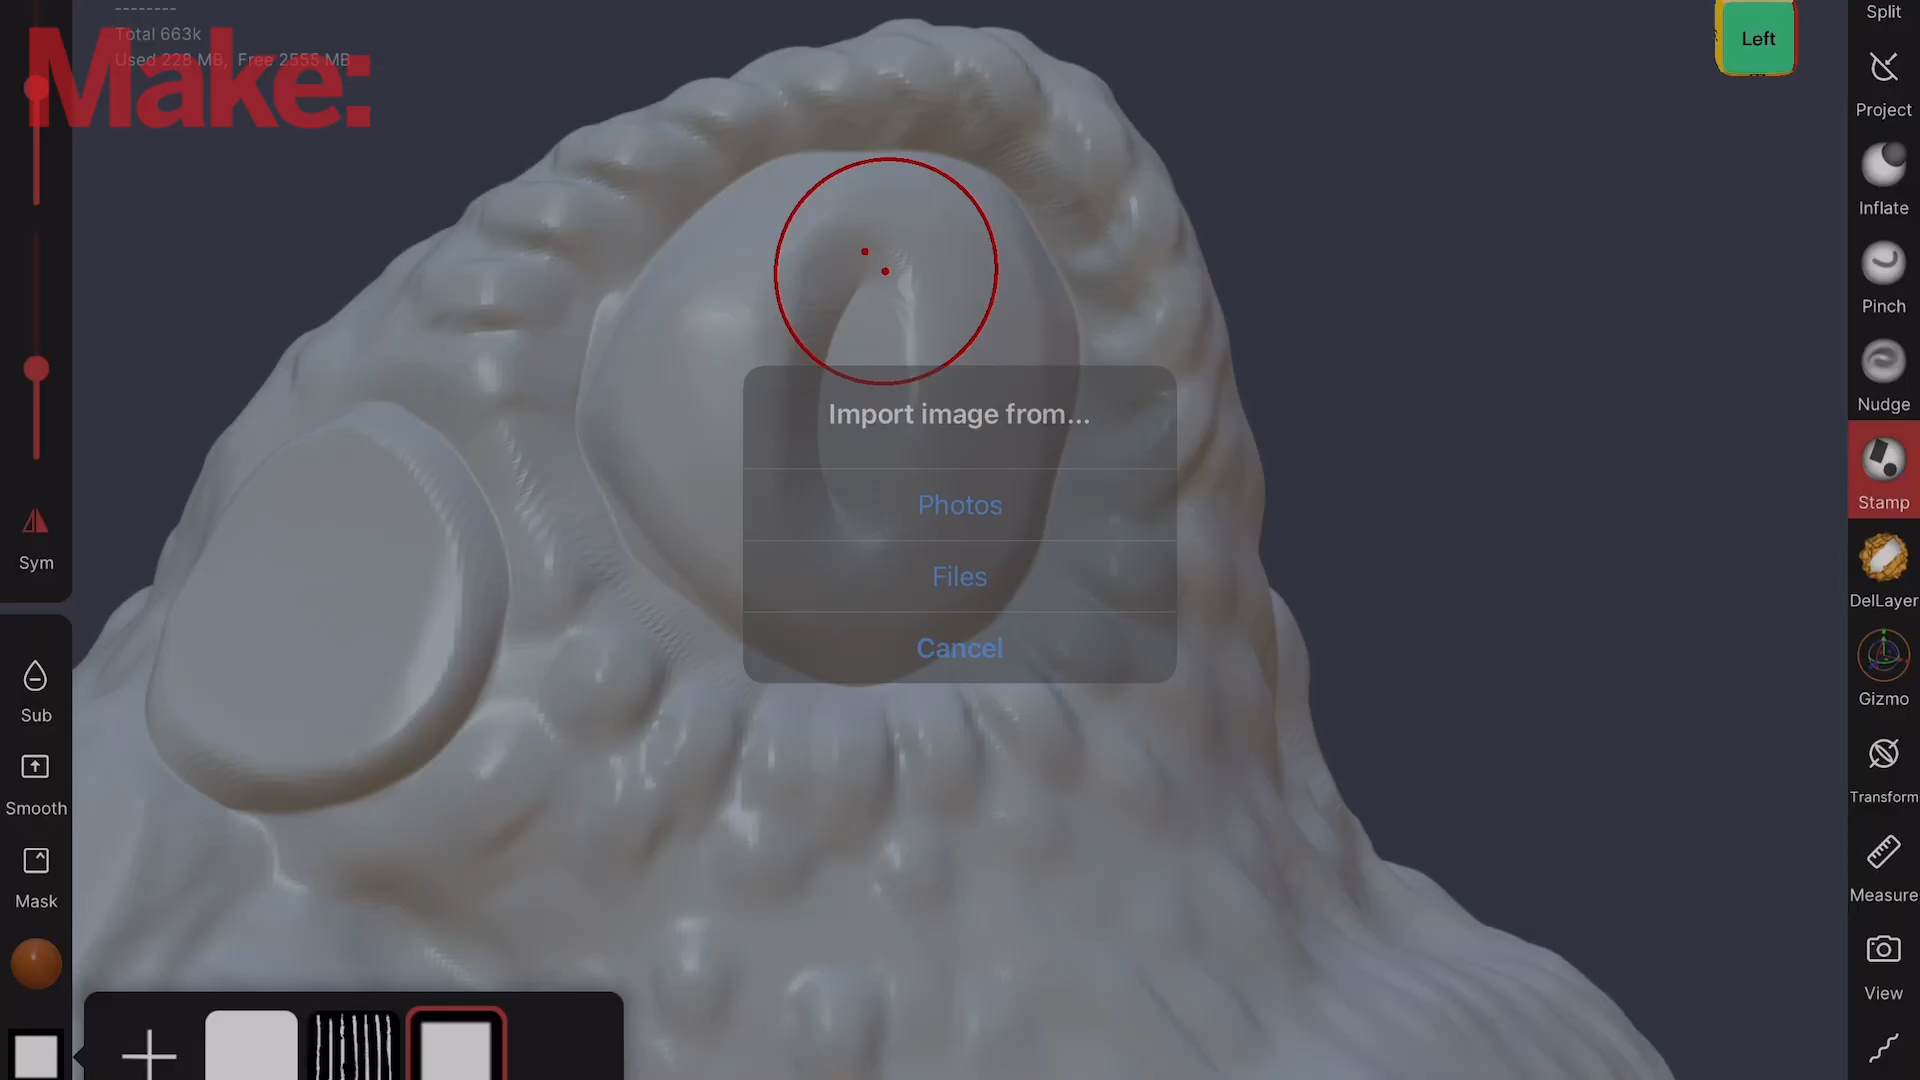 --------
Total 663k
Used 228 MB, Free 2555 MB
Make:
Left
Split
Project
Inflate
Pinch
Nudge
Stamp
DelLayer
Gizmo
Transform
Measure
View
Sym
Sub
Smooth
Mask
Import image from...
Photos
Files
Cancel